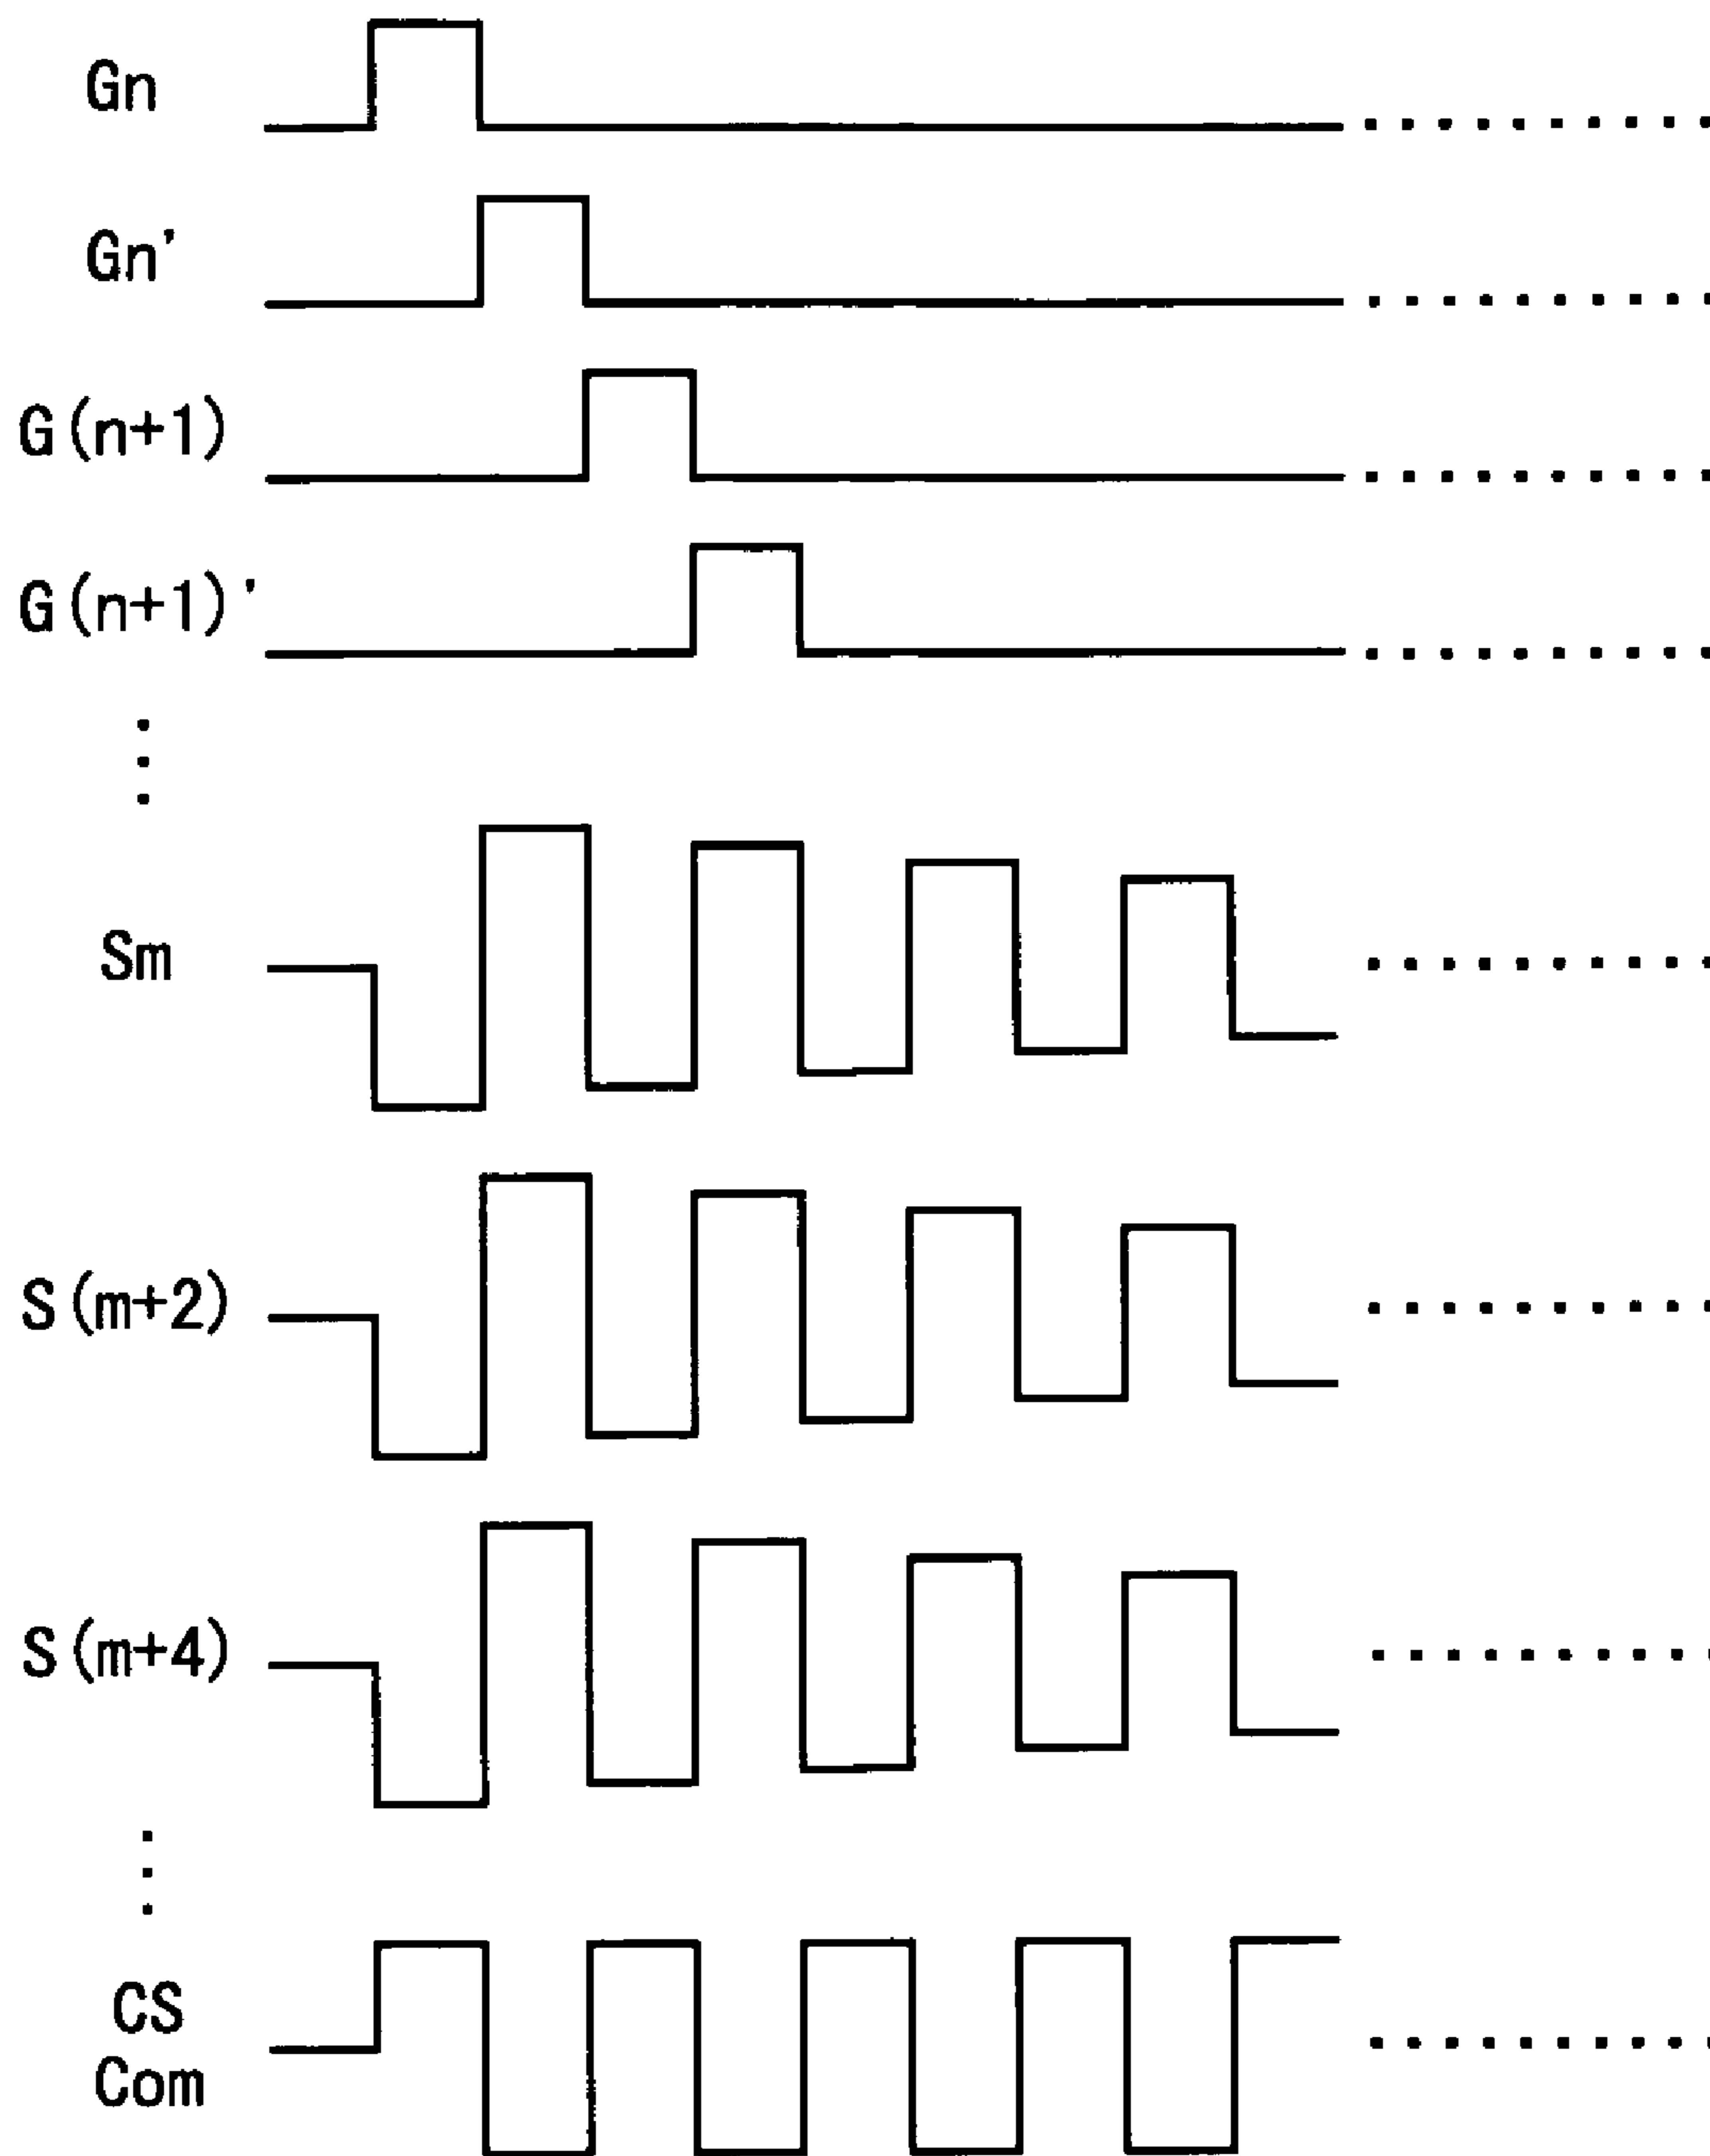 Gn
Gn'
G(n+1)
G(n+1)'
Sm
S(m+2)
S(m+4)
CS
Com